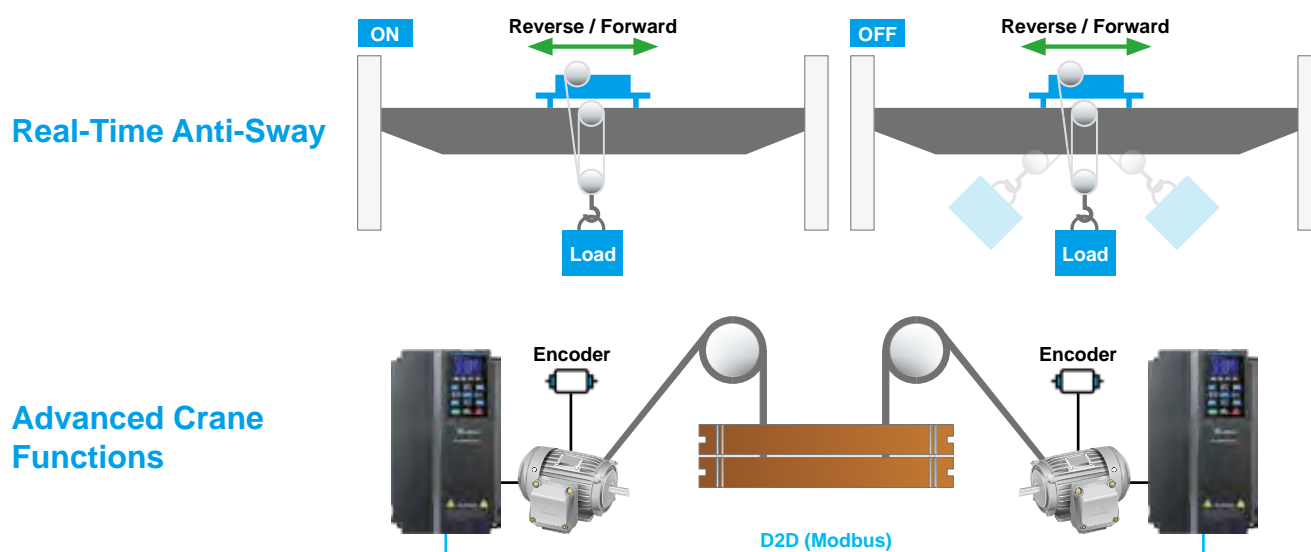 ON
Reverse / Forward
OFF
Reverse / Forward
Real-Time Anti-Sway
Load
Load
Encoder
Encoder
Advanced Crane
Functions
D2D (Modbus)